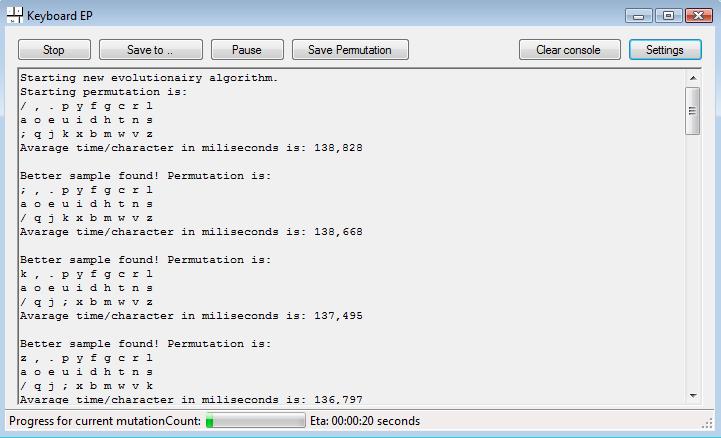 Keyboard EP
Stop Save to .. Pause Save Permutation Clear console Settings
Starting new evolutionairy algorithm.
Starting permutation is:
/ , . p y f g c r l
a o e u i d h t n s
; q j k x b m w v z
Avarage time/character in miliseconds is: 138,828
Better sample found! Permutation is:
; , . p y f g c r l
a o e u i d h t n s
/ q j k x b m w v z
Avarage time/character in miliseconds is: 138,668
Better sample found! Permutation is:
k , . p y f g c r l
a o e u i d h t n s
/ q j ; x b m w v z
Avarage time/character in miliseconds is: 137,495
Better sample found! Permutation is:
z , . p y f g c r l
a o e u i d h t n s
/ q j ; x b m w v k
Avarage time/character in miliseconds is: 136,797
Progress for current mutationCount: Eta: 00:00:20 seconds